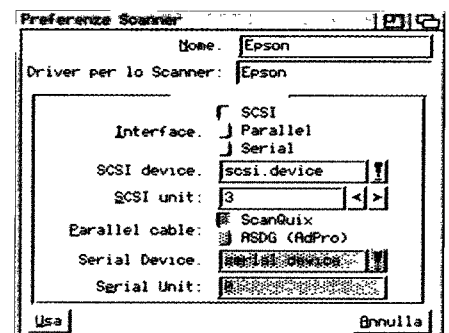 Preferenze Scanner
Nome. Epson
Driver per lo Scanner: Epson
SCSI
Interface. Parallel
Serial
SCSI device. scsi.device
SCSI unit: 3
Parallel cable: ScanQuix
ASDG (AdPro)
Serial Device. serial device
Serial Unit: 0
Usa Annulla